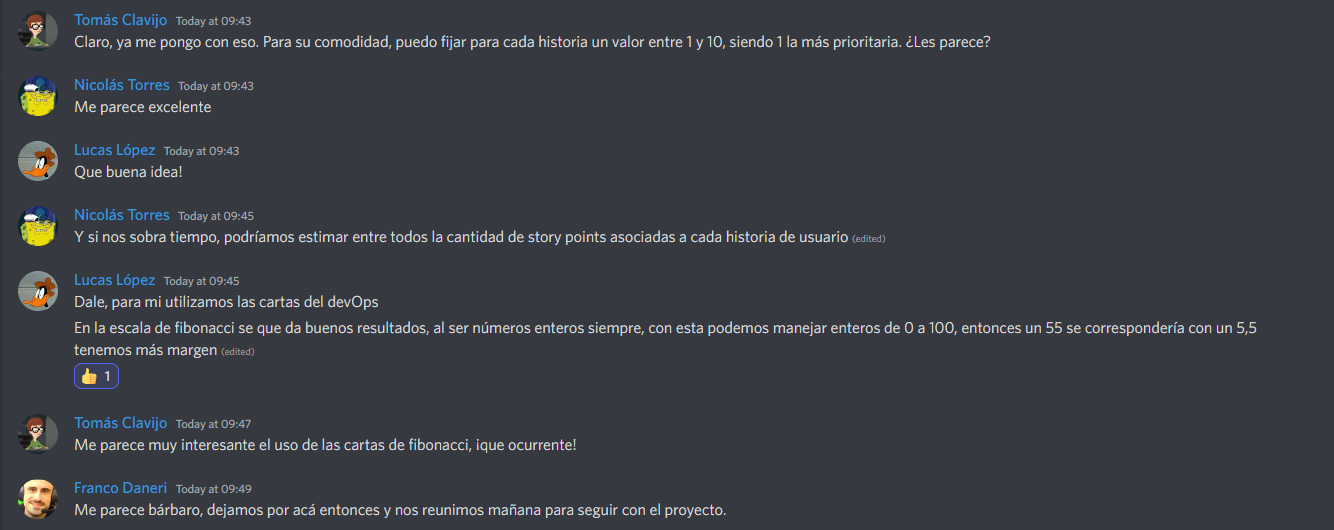 Tomás Clavijo Today at 09:43
Claro, ya me pongo con eso. Para su comodidad, puedo fijar para cada historia un valor entre 1 y 10, siendo 1 la más prioritaria. ¿Les parece?
Nicolás Torres Today at 09:43
Me parece excelente
Lucas López Today at 09:43
Que buena idea!
Nicolás Torres Today at 09:45
Y si nos sobra tiempo, podríamos estimar entre todos la cantidad de story points asociadas a cada historia de usuario (edited)
Lucas López Today at 09:45
Dale, para mi utilizamos las cartas del devOps
En la escala de fibonacci se que da buenos resultados, al ser números enteros siempre, con esta podemos manejar enteros de 0 a 100, entonces un 55 se correspondería con un 5,5
tenemos más margen (edited)
👍 1
Tomás Clavijo Today at 09:47
Me parece muy interesante el uso de las cartas de fibonacci, ¡que ocurrente!
Franco Daneri Today at 09:49
Me parece bárbaro, dejamos por acá entonces y nos reunimos mañana para seguir con el proyecto.